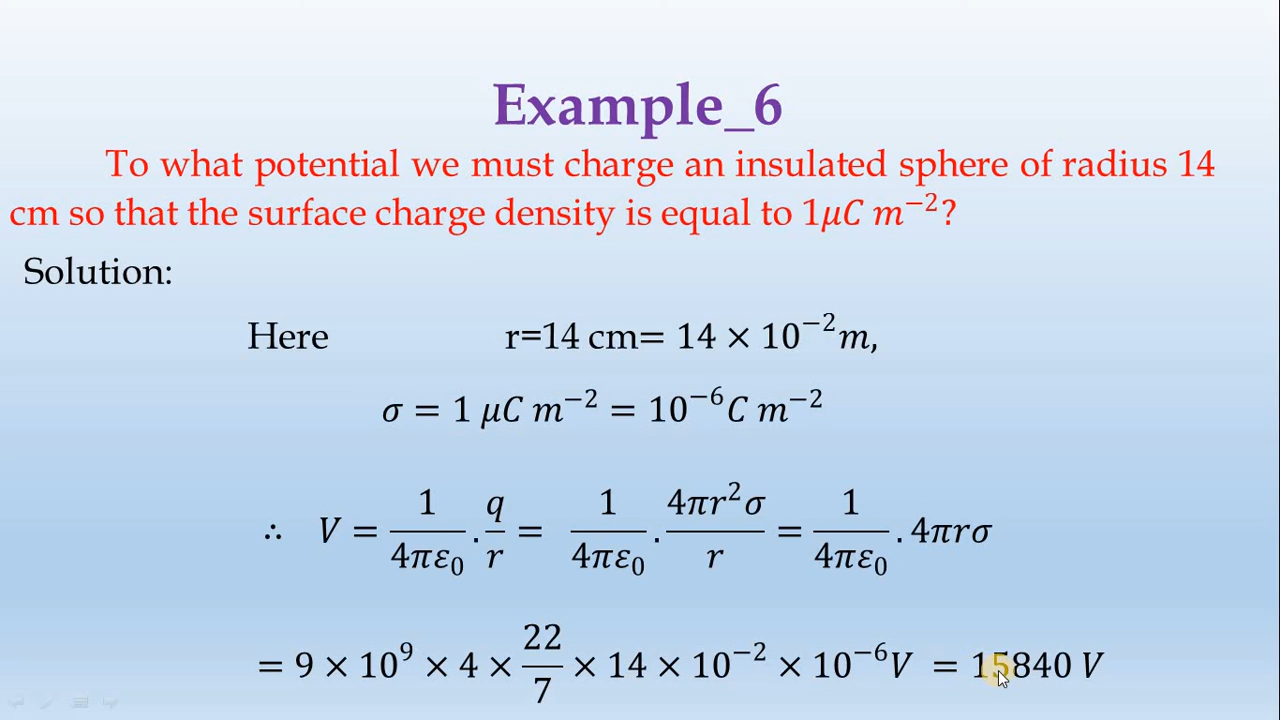 Example_6
To what potential we must charge an insulated sphere of radius 14
cm so that the surface charge density is equal to 1𝜇𝐶 𝑚⁻²?
Solution:
Here r=14 cm= 14 × 10⁻²𝑚,
𝜎 = 1 𝜇𝐶 𝑚⁻² = 10⁻⁶𝐶 𝑚⁻²
∴ 𝑉 = 1/4𝜋𝜀₀ . 𝑞/𝑟 = 1/4𝜋𝜀₀ . 4𝜋𝑟²𝜎/𝑟 = 1/4𝜋𝜀₀ . 4𝜋𝑟𝜎
= 9 × 10⁹ × 4 × 22/7 × 14 × 10⁻² × 10⁻⁶𝑉 = 15840 𝑉